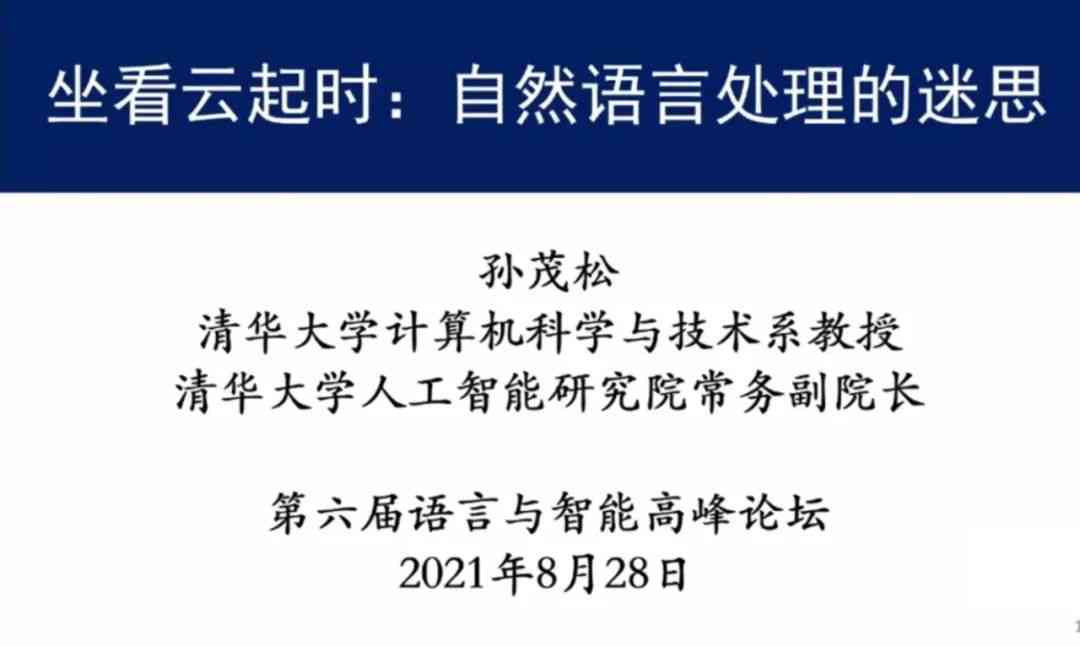 坐看云起时：自然语言处理的迷思
孙茂松
清华大学计算机科学与技术系教授
清华大学人工智能研究院常务副院长
第六届语言与智能高峰论坛
2021年8月28日
1